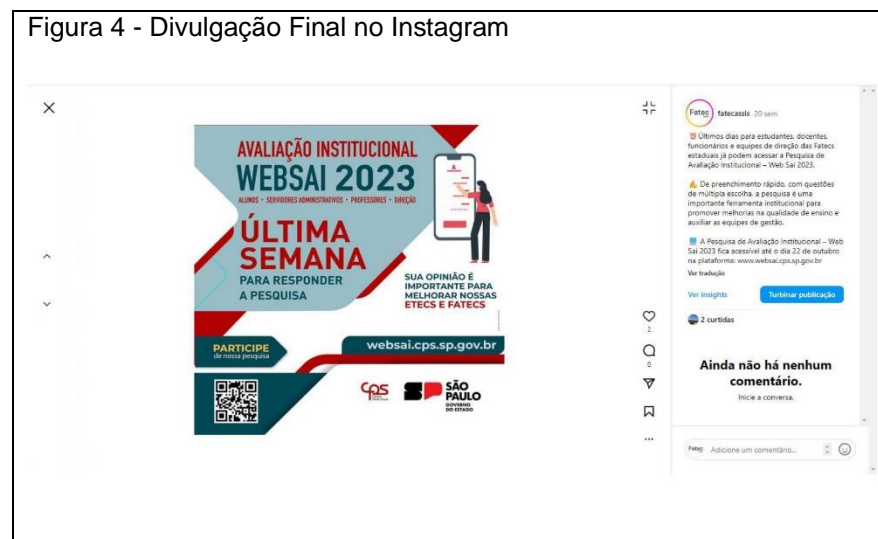 Figura 4 - Divulgação Final no Instagram
AVALIAÇÃO INSTITUCIONAL
WEBSAI 2023
ALUNOS • SERVIDORES ADMINISTRATIVOS • PROFESSORES • DIREÇÃO
ÚLTIMA
SEMANA
PARA RESPONDER
A PESQUISA
SUA OPINIÃO É
IMPORTANTE PARA
MELHORAR NOSSAS
ETECS E FATECS
PARTICIPE
de nossa pesquisa
websai.cps.sp.gov.br
CPS
SÃO
PAULO
GOVERNO
DO ESTADO
2
0
Fatec
fatecassis 20 sem
Últimos dias para estudantes, docentes,
funcionários e equipes de direção das Fatecs
estaduais já podem acessar a Pesquisa de
Avaliação Institucional – Web Sai 2023.
De preenchimento rápido, com questões
de múltipla escolha, a pesquisa é uma
importante ferramenta institucional para
promover melhorias na qualidade de ensino e
auxiliar as equipes de gestão.
A Pesquisa de Avaliação Institucional – Web
Sai 2023 fica acessível até o dia 22 de outubro
na plataforma: www.websai.cps.sp.gov.br
Ver tradução
Ver insights
Turbinar publicação
2 curtidas
Ainda não há nenhum
comentário.
Inicie a conversa.
Fatec Adicione um comentário...